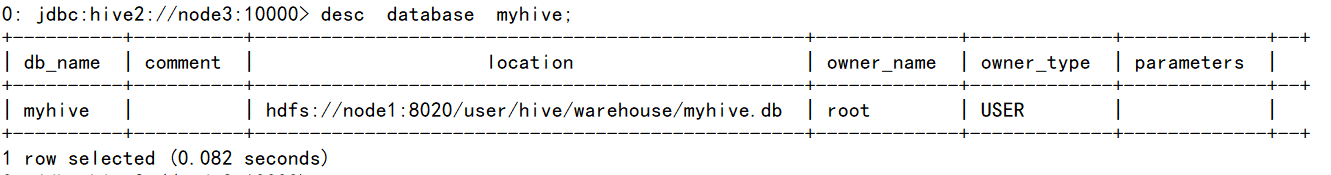 0: jdbc:hive2://node3:10000> desc  database  myhive;
+----------+----------+----------------------------------------------+-------------+-------------+-------------+--+
| db_name  | comment  |                   location                   | owner_name  | owner_type  | parameters  |
+----------+----------+----------------------------------------------+-------------+-------------+-------------+--+
| myhive   |          | hdfs://node1:8020/user/hive/warehouse/myhive.db  | root        | USER        |             |
+----------+----------+----------------------------------------------+-------------+-------------+-------------+--+
1 row selected (0.082 seconds)